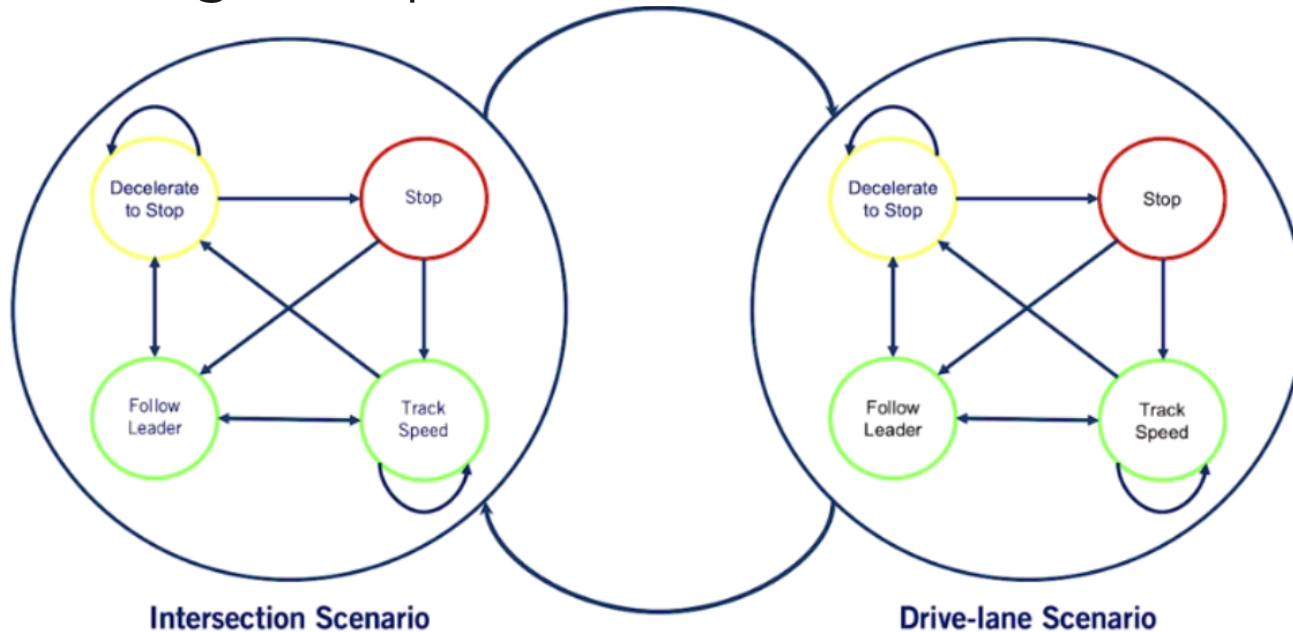 Decelerate
to Stop
Stop
Follow
Leader
Track
Speed
Intersection Scenario
Decelerate
to Stop
Stop
Follow
Leader
Track
Speed
Drive-lane Scenario